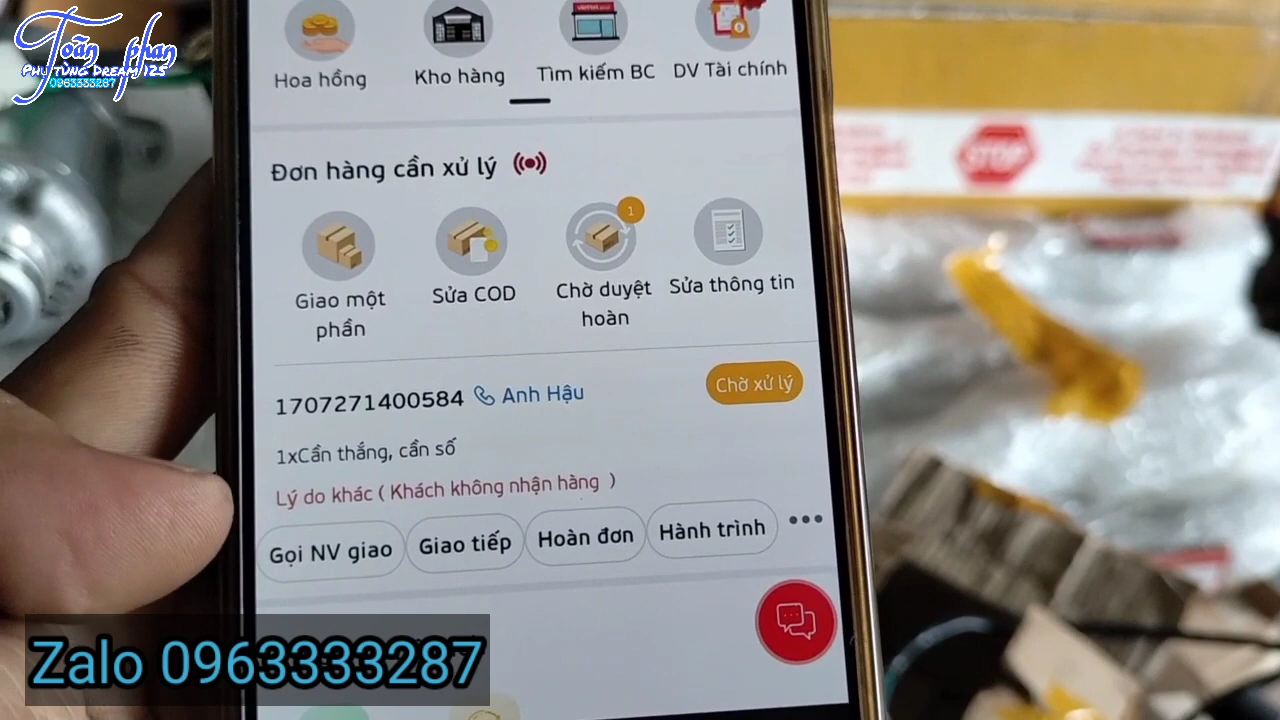 Toãn phan
Phụ tùng Dream 125
0963333287
Hoa hồng
Kho hàng
Tìm kiếm BC
DV Tài chính
Đơn hàng cần xử lý
1
Giao một phần
Sửa COD
Chờ duyệt hoàn
Sửa thông tin
1707271400584
Anh Hậu
Chờ xử lý
1xCần thắng, cần số
Lý do khác ( Khách không nhận hàng )
Gọi NV giao
Giao tiếp
Hoàn đơn
Hành trình
STOP
Zalo 0963333287